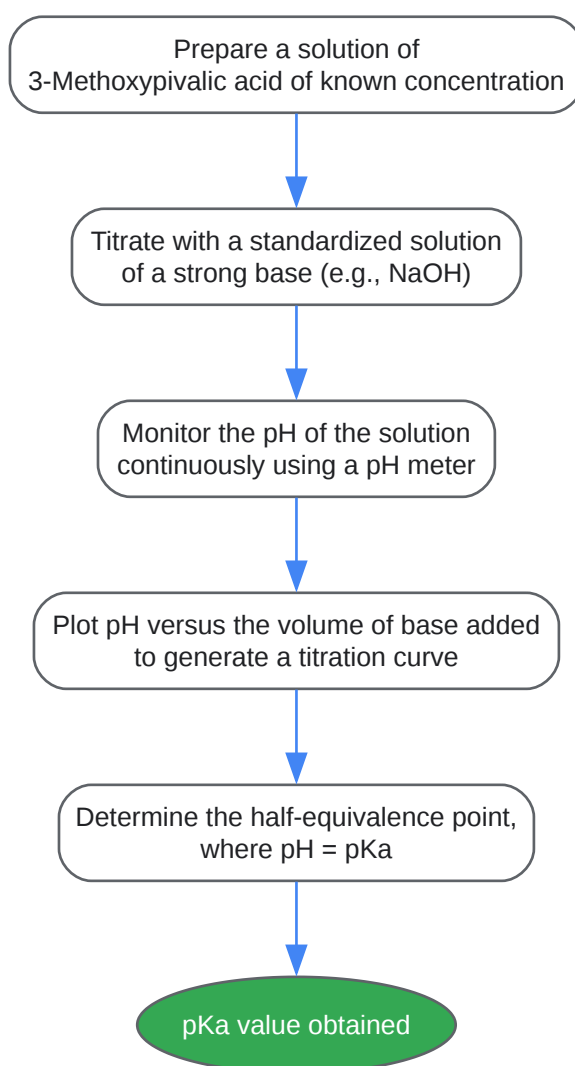 Prepare a solution of
3-Methoxypivalic acid of known concentration
Titrate with a standardized solution
of a strong base (e.g., NaOH)
Monitor the pH of the solution
continuously using a pH meter
Plot pH versus the volume of base added
to generate a titration curve
Determine the half-equivalence point,
where pH = pKa
pKa value obtained